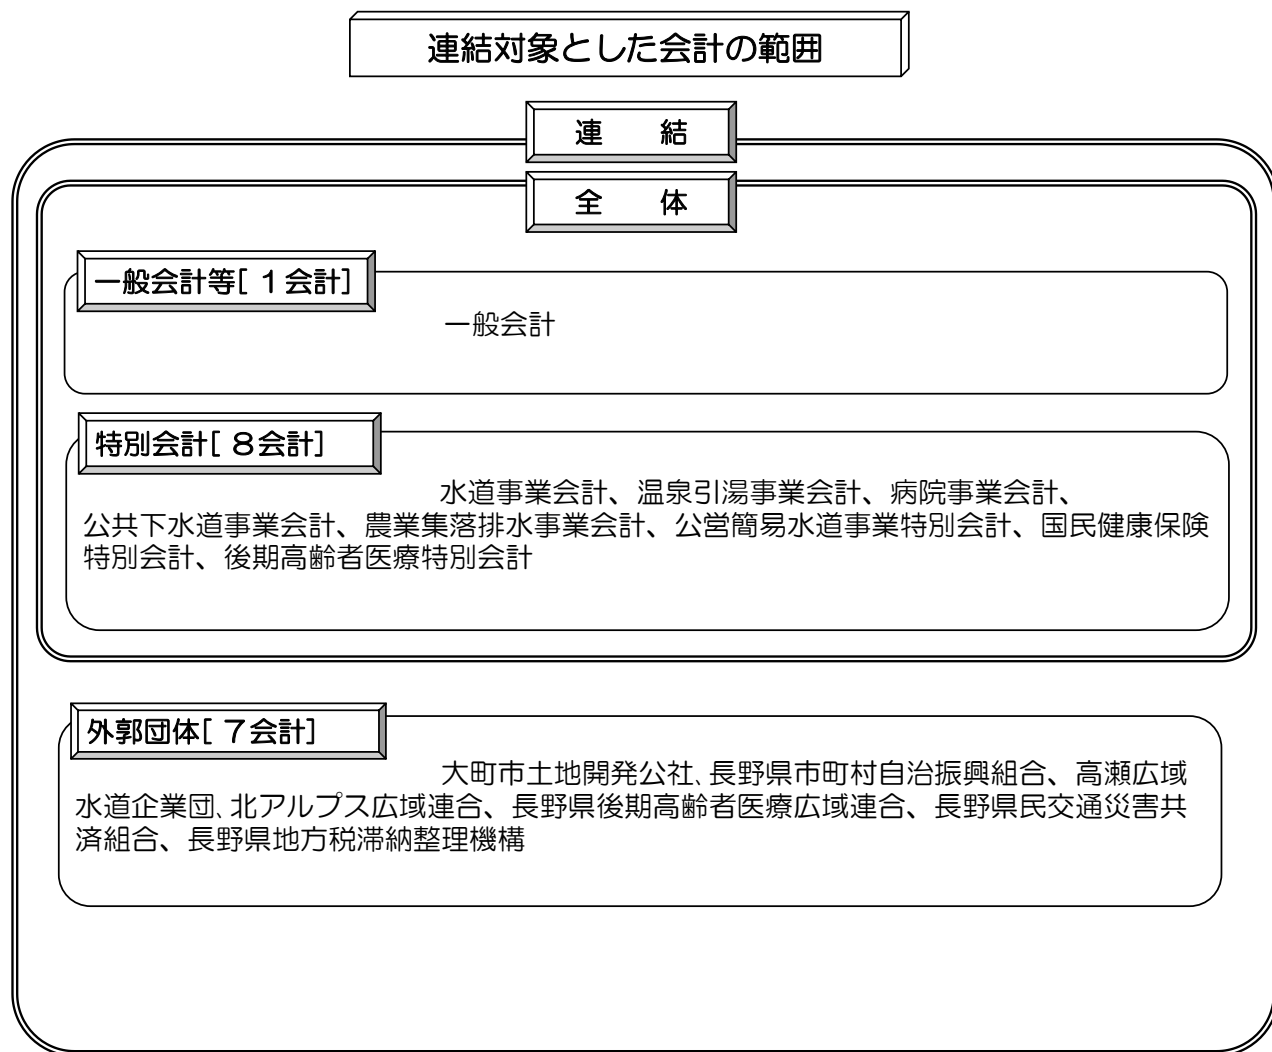 連結対象とした会計の範囲
連　　結
全　　体
一般会計等[ １会計]
一般会計
特別会計[ ８会計]
水道事業会計、温泉引湯事業会計、病院事業会計、
公共下水道事業会計、農業集落排水事業会計、公営簡易水道事業特別会計、国民健康保険
特別会計、後期高齢者医療特別会計
外郭団体[ ７会計]
大町市土地開発公社、長野県市町村自治振興組合、高瀬広域
水道企業団、北アルプス広域連合、長野県後期高齢者医療広域連合、長野県民交通災害共
済組合、長野県地方税滞納整理機構